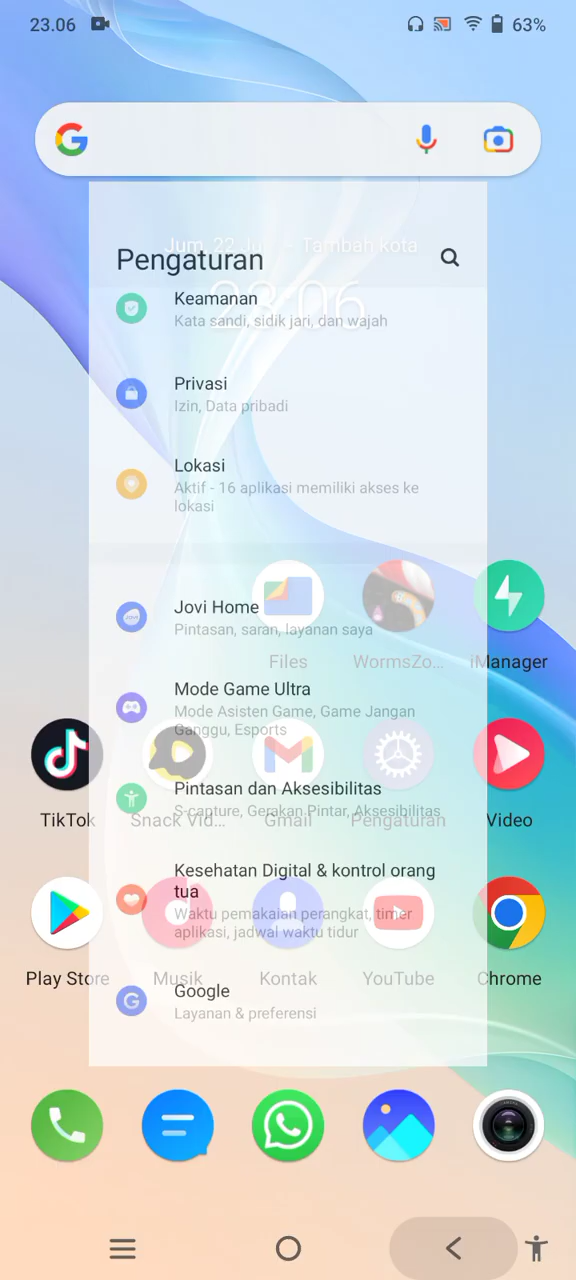 23.06
63%
Jum, 22 Ju – Tambah kota
Pengaturan
23:06
Keamanan
Kata sandi, sidik jari, dan wajah
Privasi
Izin, Data pribadi
Lokasi
Aktif - 16 aplikasi memiliki akses ke
lokasi
Jovi Home
Pintasan, saran, layanan saya
Files
WormsZo...
iManager
Mode Game Ultra
Mode Asisten Game, Game Jangan
Ganggu, Esports
Pintasan dan Aksesibilitas
S-capture, Gerakan Pintar, Aksesibilitas
TikTok
Snack Vid...
Gmail
Pengaturan
Video
Kesehatan Digital & kontrol orang
tua
Waktu pemakaian perangkat, timer
aplikasi, jadwal waktu tidur
Play Store
Musik
Kontak
YouTube
Chrome
Google
Layanan & preferensi